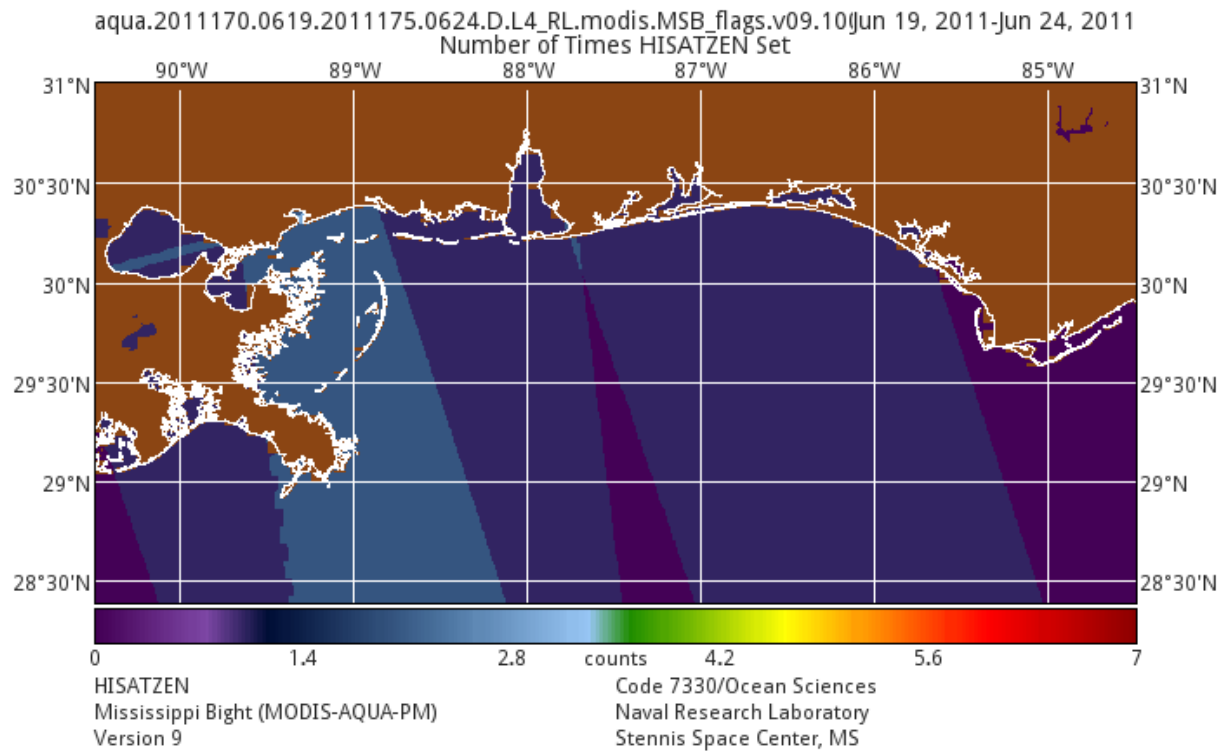 aqua.2011170.0619.2011175.0624.D.L4_RL.modis.MSB_flags.v09.10 Jun 19, 2011-Jun 24, 2011
Number of Times HISATZEN Set
90°W 89°W 88°W 87°W 86°W 85°W
31°N 31°N
30°30'N 30°30'N
30°N 30°N
29°30'N 29°30'N
29°N 29°N
28°30'N 28°30'N
0 1.4 2.8 counts 4.2 5.6 7
HISATZEN Code 7330/Ocean Sciences
Mississippi Bight (MODIS-AQUA-PM) Naval Research Laboratory
Version 9 Stennis Space Center, MS